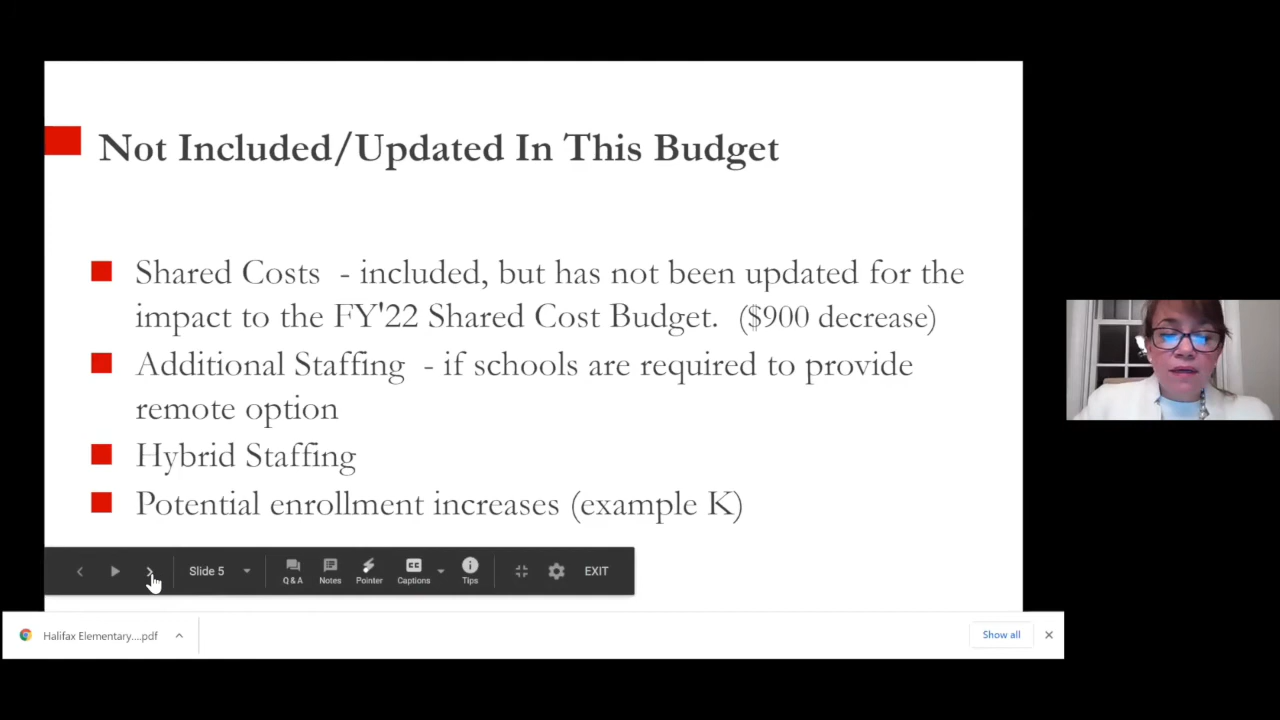 Not Included/Updated In This Budget
Shared Costs - included, but has not been updated for the
impact to the FY'22 Shared Cost Budget. ($900 decrease)
Additional Staffing - if schools are required to provide
remote option
Hybrid Staffing
Potential enrollment increases (example K)
Slide 5
Q&A
Notes
Pointer
CC
Captions
Tips
EXIT
Halifax Elementary....pdf
Show all